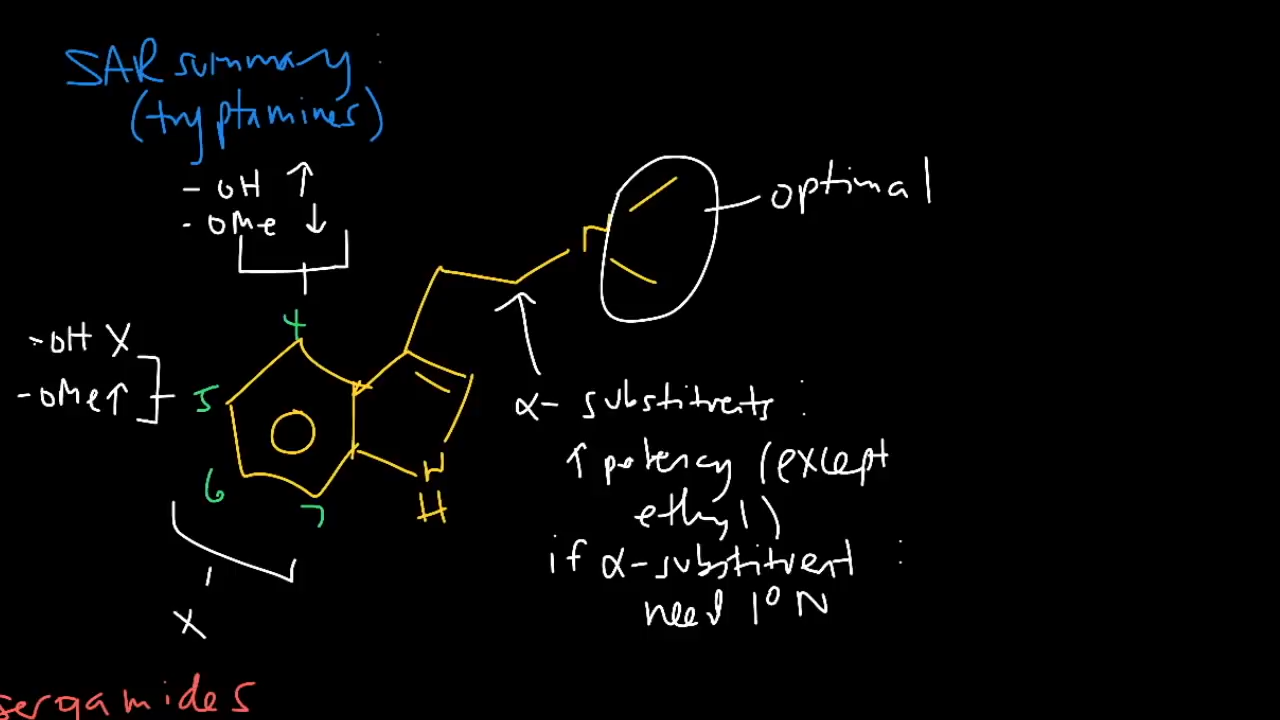 SAR summary :
(tryptamines)
- OH ↑
- OMe ↓
optimal
N
4
-OH X
-OMe↑
5
α- substituents :
↑ potency (except
ethyl)
6
7
N
H
if α-substituent :
need 1° N
X
sergamides